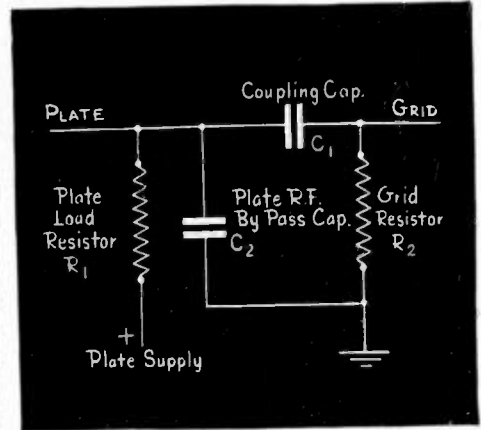 Coupling Cap.
PLATE
GRID
C1
Plate
Load
Resistor
R1
Plate R.F.
By Pass Cap.
C2
Grid
Resistor
R2
+
Plate Supply